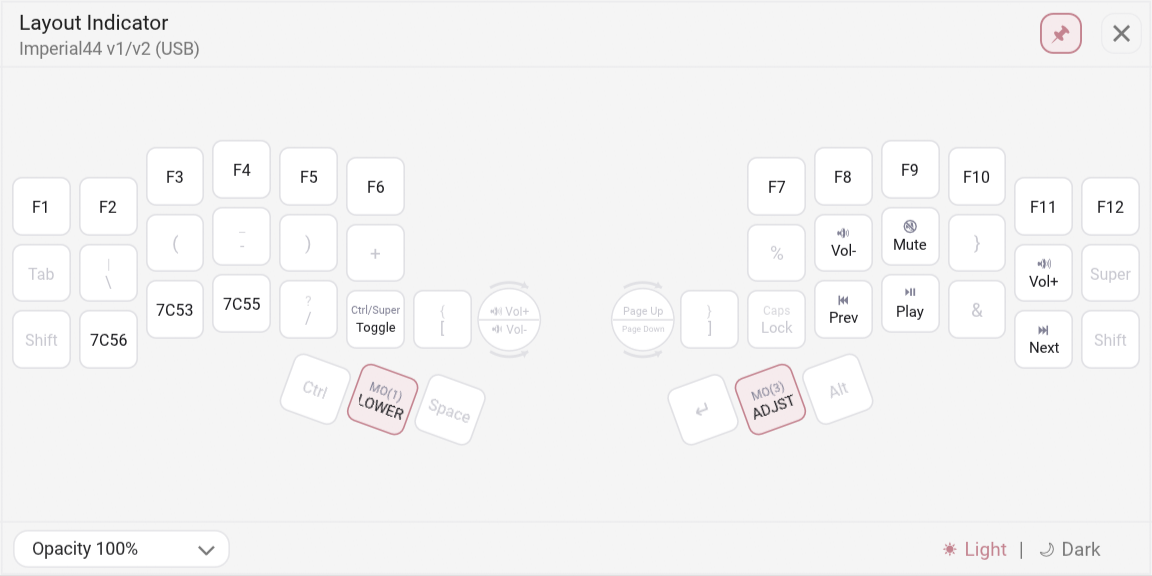 Layout Indicator
Imperial44 v1/v2 (USB)
F1
F2
F3
F4
F5
F6
F7
F8
F9
F10
F11
F12
Tab
|
\
(
_
-
)
+
%
Vol-
Mute
}
Vol+
Super
Shift
7C56
7C53
7C55
?
/
Ctrl/Super
Toggle
{
[
Vol+
Vol-
Page Up
Page Down
}
]
Caps
Lock
Prev
Play
&
Next
Shift
Ctrl
MO(1)
LOWER
Space
↵
MO(3)
ADJST
Alt
Opacity 100%
Light | Dark